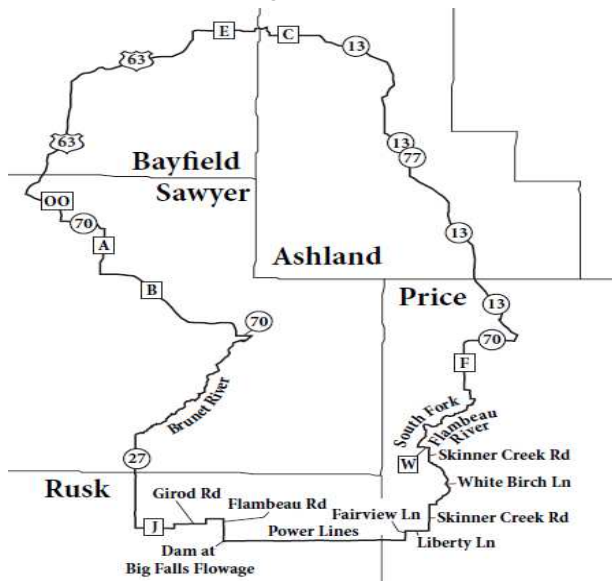 E
C
13
63
63
13
77
Bayfield
Sawyer
OO
70
A
13
Ashland
B
Price
13
70
70
F
Brunet River
South Fork
Flambeau
River
Skinner Creek Rd
27
W
Rusk
White Birch Ln
Girod Rd
Flambeau Rd
Fairview Ln
Skinner Creek Rd
J
Power Lines
Liberty Ln
Dam at
Big Falls Flowage